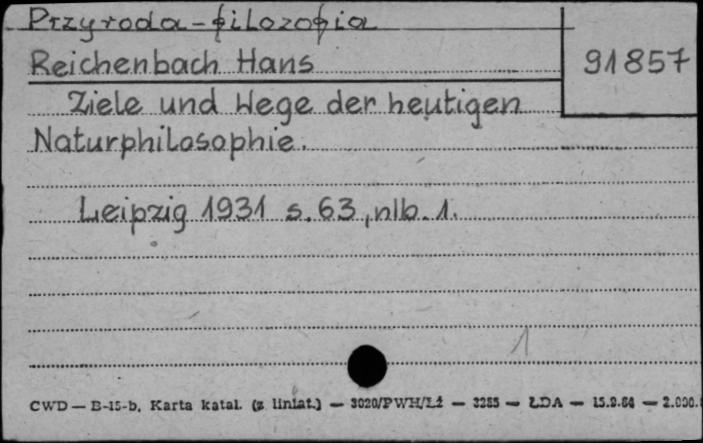 Przyroda - filozofia
Reichenbach Hans
91857
Ziele und Wege der heutigen
Naturphilosophie.
Leipzig 1931 s. 63, nlb. 1.
1
CWD — B-15-b. Karta katal. (z liniat.) — 3020/PWH/Lż — 3285 — ŁDA — 15.9.64 — 2.000.